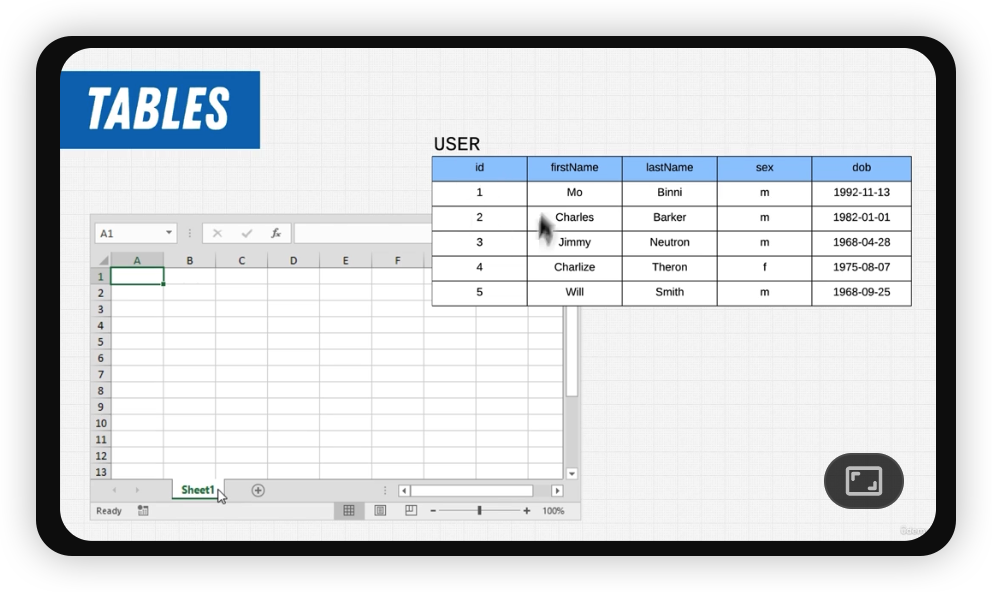 TABLES
USER
id firstName lastName sex dob
1 Mo Binni m 1992-11-13
2 Charles Barker m 1982-01-01
3 Jimmy Neutron m 1968-04-28
4 Charlize Theron f 1975-08-07
5 Will Smith m 1968-09-25
A1 fx
A B C D E F
1
2
3
4
5
6
7
8
9
10
11
12
13
Sheet1
Ready 100%